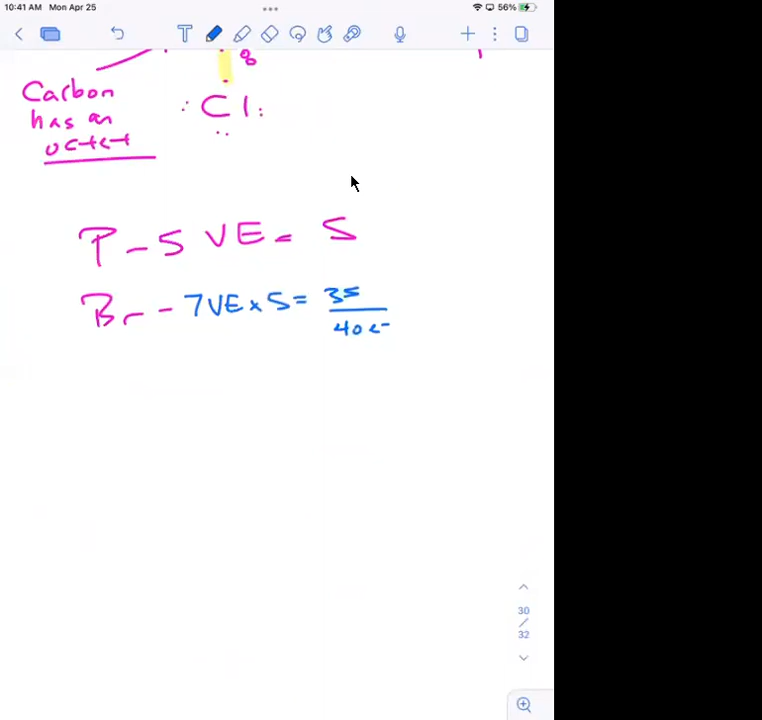 10:41 AM Mon Apr 25
56%
8
Carbon
has an
octet
: Cl :
P - 5 VE = 5
Br - 7VE x 5 = 35
40 e-
30
/
32